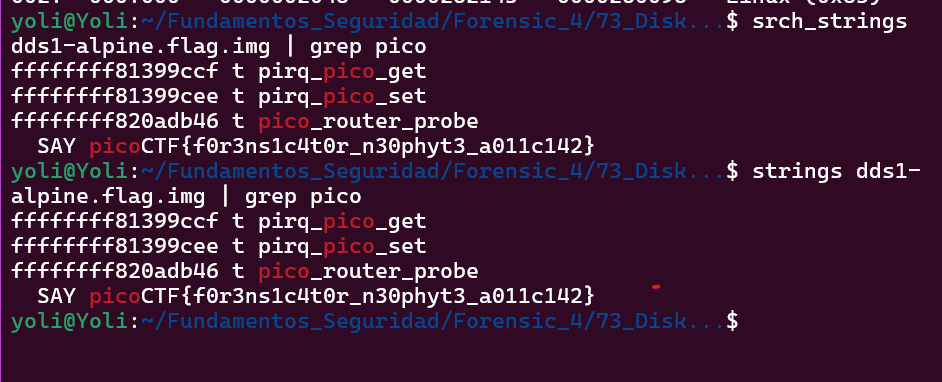 yoli@Yoli:~/Fundamentos_Seguridad/Forensic_4/73_Disk...$ srch_strings
dds1-alpine.flag.img | grep pico
ffffffff81399ccf t pirq_pico_get
ffffffff81399cee t pirq_pico_set
ffffffff820adb46 t pico_router_probe
  SAY picoCTF{f0r3ns1c4t0r_n30phyt3_a011c142}
yoli@Yoli:~/Fundamentos_Seguridad/Forensic_4/73_Disk...$ strings dds1-
alpine.flag.img | grep pico
ffffffff81399ccf t pirq_pico_get
ffffffff81399cee t pirq_pico_set
ffffffff820adb46 t pico_router_probe
  SAY picoCTF{f0r3ns1c4t0r_n30phyt3_a011c142}
yoli@Yoli:~/Fundamentos_Seguridad/Forensic_4/73_Disk...$